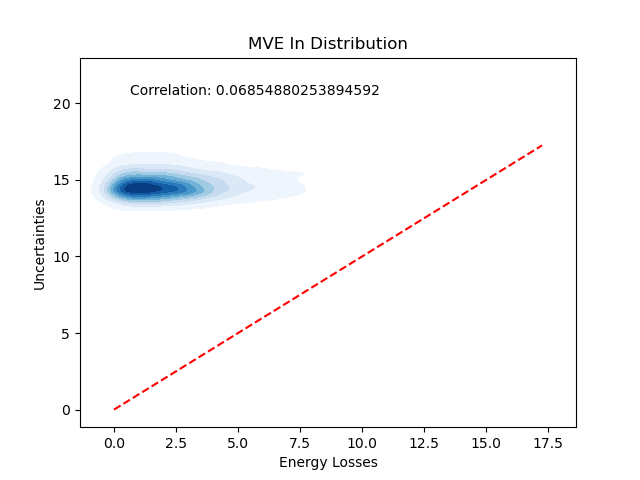 MVE In Distribution
Correlation: 0.06854880253894592
Uncertainties
20
15
10
5
0
0.0 2.5 5.0 7.5 10.0 12.5 15.0 17.5
Energy Losses